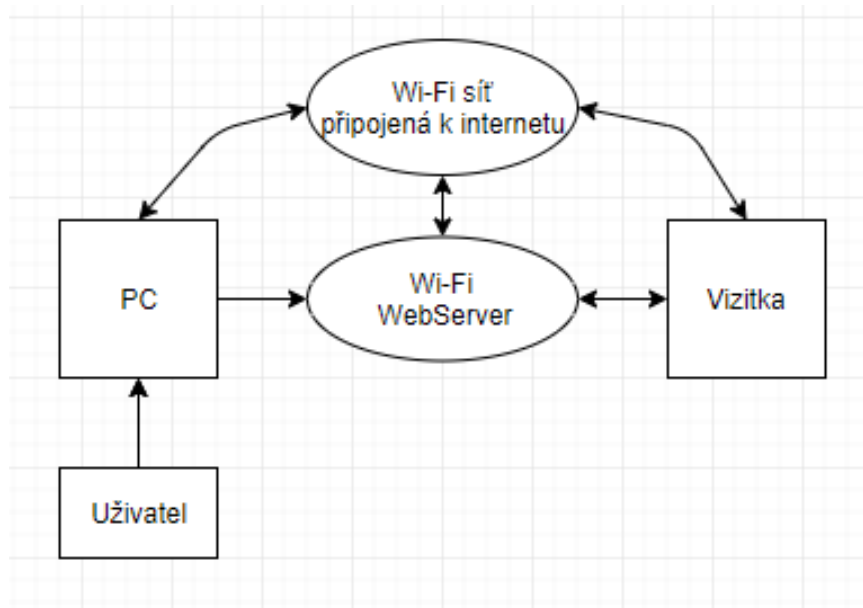 Wi-Fi síť
připojená k internetu
PC
Wi-Fi
WebServer
Vizitka
Uživatel